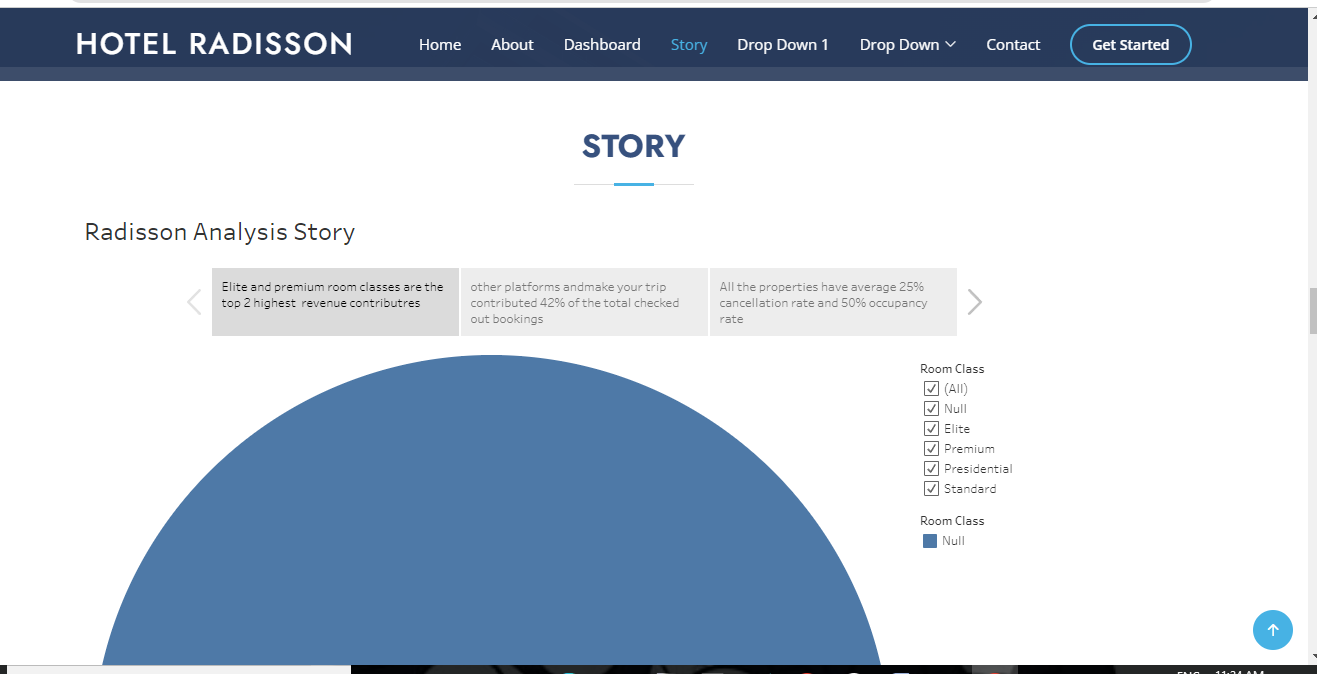 HOTEL RADISSON Home About Dashboard Story Drop Down 1 Drop Down Contact Get Started
STORY
Radisson Analysis Story
Elite and premium room classes are the
top 2 highest  revenue contributres
other platforms andmake your trip
contributed 42% of the total checked
out bookings
All the properties have average 25%
cancellation rate and 50% occupancy
rate
Room Class
(All)
Null
Elite
Premium
Presidential
Standard
Room Class
Null